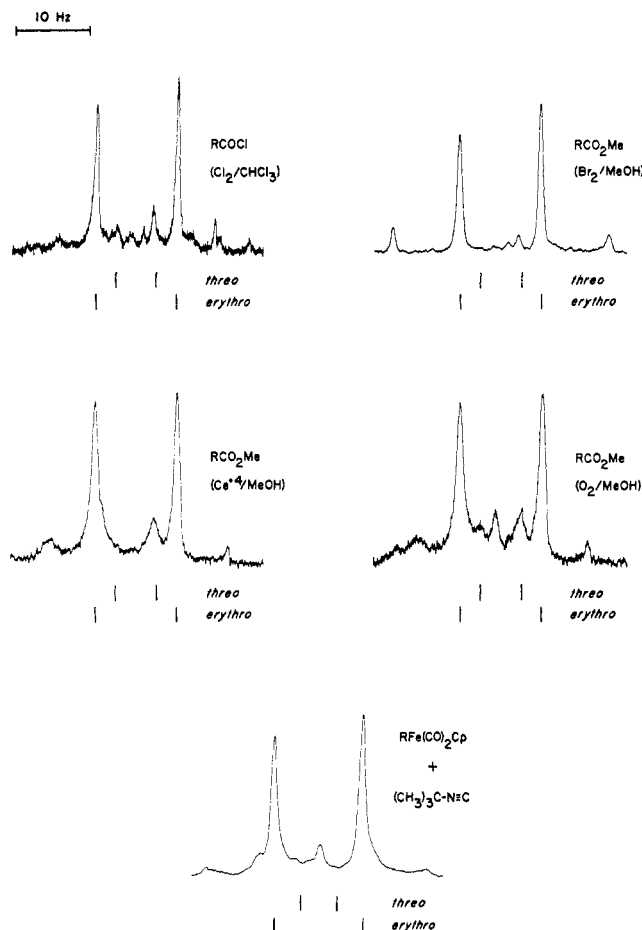 10 Hz
RCOCl
(Cl₂/CHCl₃)
threo
erythro
RCO₂Me
(Br₂/MeOH)
threo
erythro
RCO₂Me
(Ce⁺⁴/MeOH)
threo
erythro
RCO₂Me
(O₂/MeOH)
threo
erythro
RFe(CO)₂Cp
+
(CH₃)₃C-N≡C
threo
erythro